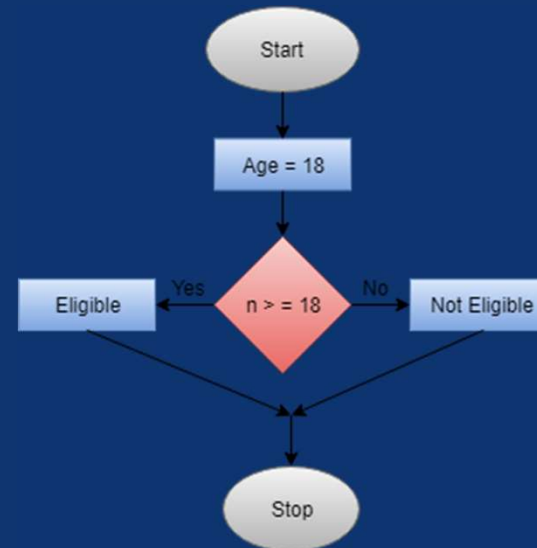 Start
Age = 18
Yes
n > = 18
No
Eligible
Not Eligible
Stop